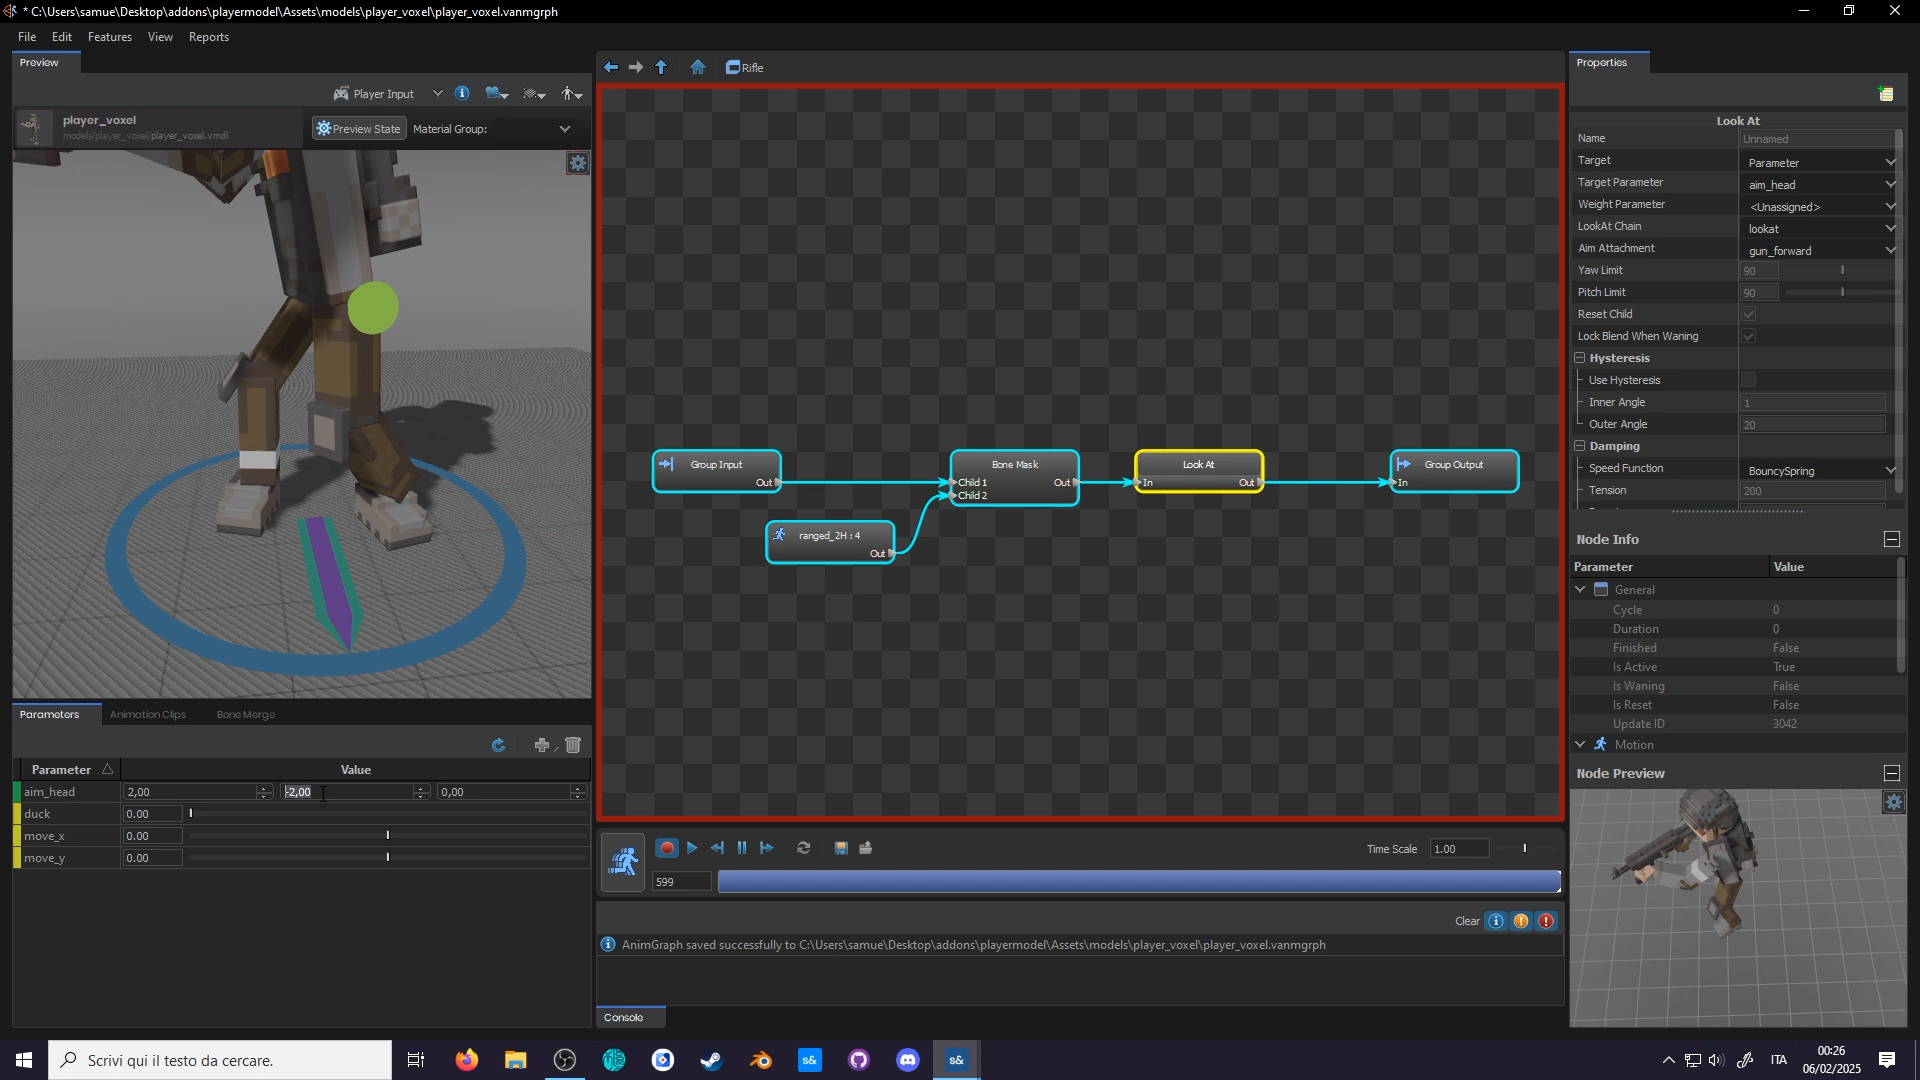 * C:\Users\samue\Desktop\addons\playermodel\Assets\models\player_voxel\player_voxel.vanmgrph
File Edit Features View Reports
Preview
Player Input
player_voxel
models/player_voxel/player_voxel.vmdl
Preview State
Material Group:
Parameters Animation Clips Bone Merge
Parameter Value
aim_head 2,00 -2,00 0,00
duck 0.00
move_x 0.00
move_y 0.00
Rifle
Group Input
Out
ranged_2H : 4
Out
Bone Mask
Child 1 Out
Child 2
Look At
In Out
Group Output
In
Time Scale 1.00
599
Clear
AnimGraph saved successfully to C:\Users\samue\Desktop\addons\playermodel\Assets\models\player_voxel\player_voxel.vanmgrph
Console
Properties
Look At
Name Unnamed
Target Parameter
Target Parameter aim_head
Weight Parameter <Unassigned>
LookAt Chain lookat
Aim Attachment gun_forward
Yaw Limit 90
Pitch Limit 90
Reset Child
Lock Blend When Waning
Hysteresis
Use Hysteresis
Inner Angle 1
Outer Angle 20
Damping
Speed Function BouncySpring
Tension 200
Node Info
Parameter Value
General
Cycle 0
Duration 0
Finished False
Is Active True
Is Waning False
Is Reset False
Update ID 3042
Motion
Node Preview
Scrivi qui il testo da cercare.
s&
s&
ITA
00:26
06/02/2025